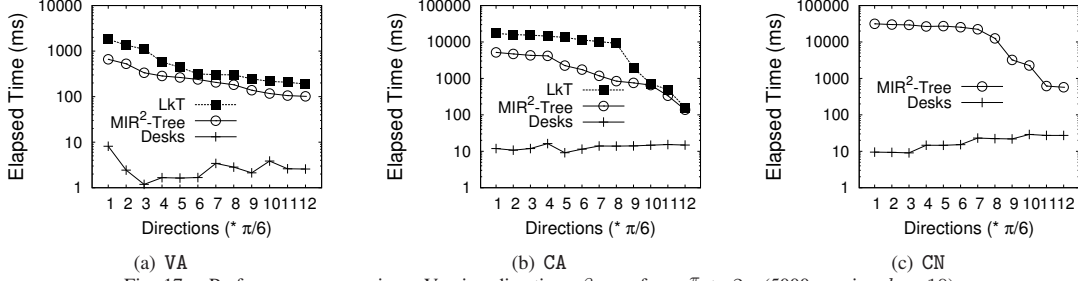 100000
10000
1000
100
10
1
Elapsed Time (ms)
LkT
MIR²-Tree
Desks
1 2 3 4 5 6 7 8 9 10 11 12
Directions (* π/6)
(a) VA
100000
10000
1000
100
10
1
Elapsed Time (ms)
LkT
MIR²-Tree
Desks
1 2 3 4 5 6 7 8 9 10 11 12
Directions (* π/6)
(b) CA
100000
10000
1000
100
10
1
Elapsed Time (ms)
MIR²-Tree
Desks
1 2 3 4 5 6 7 8 9 10 11 12
Directions (* π/6)
(c) CN